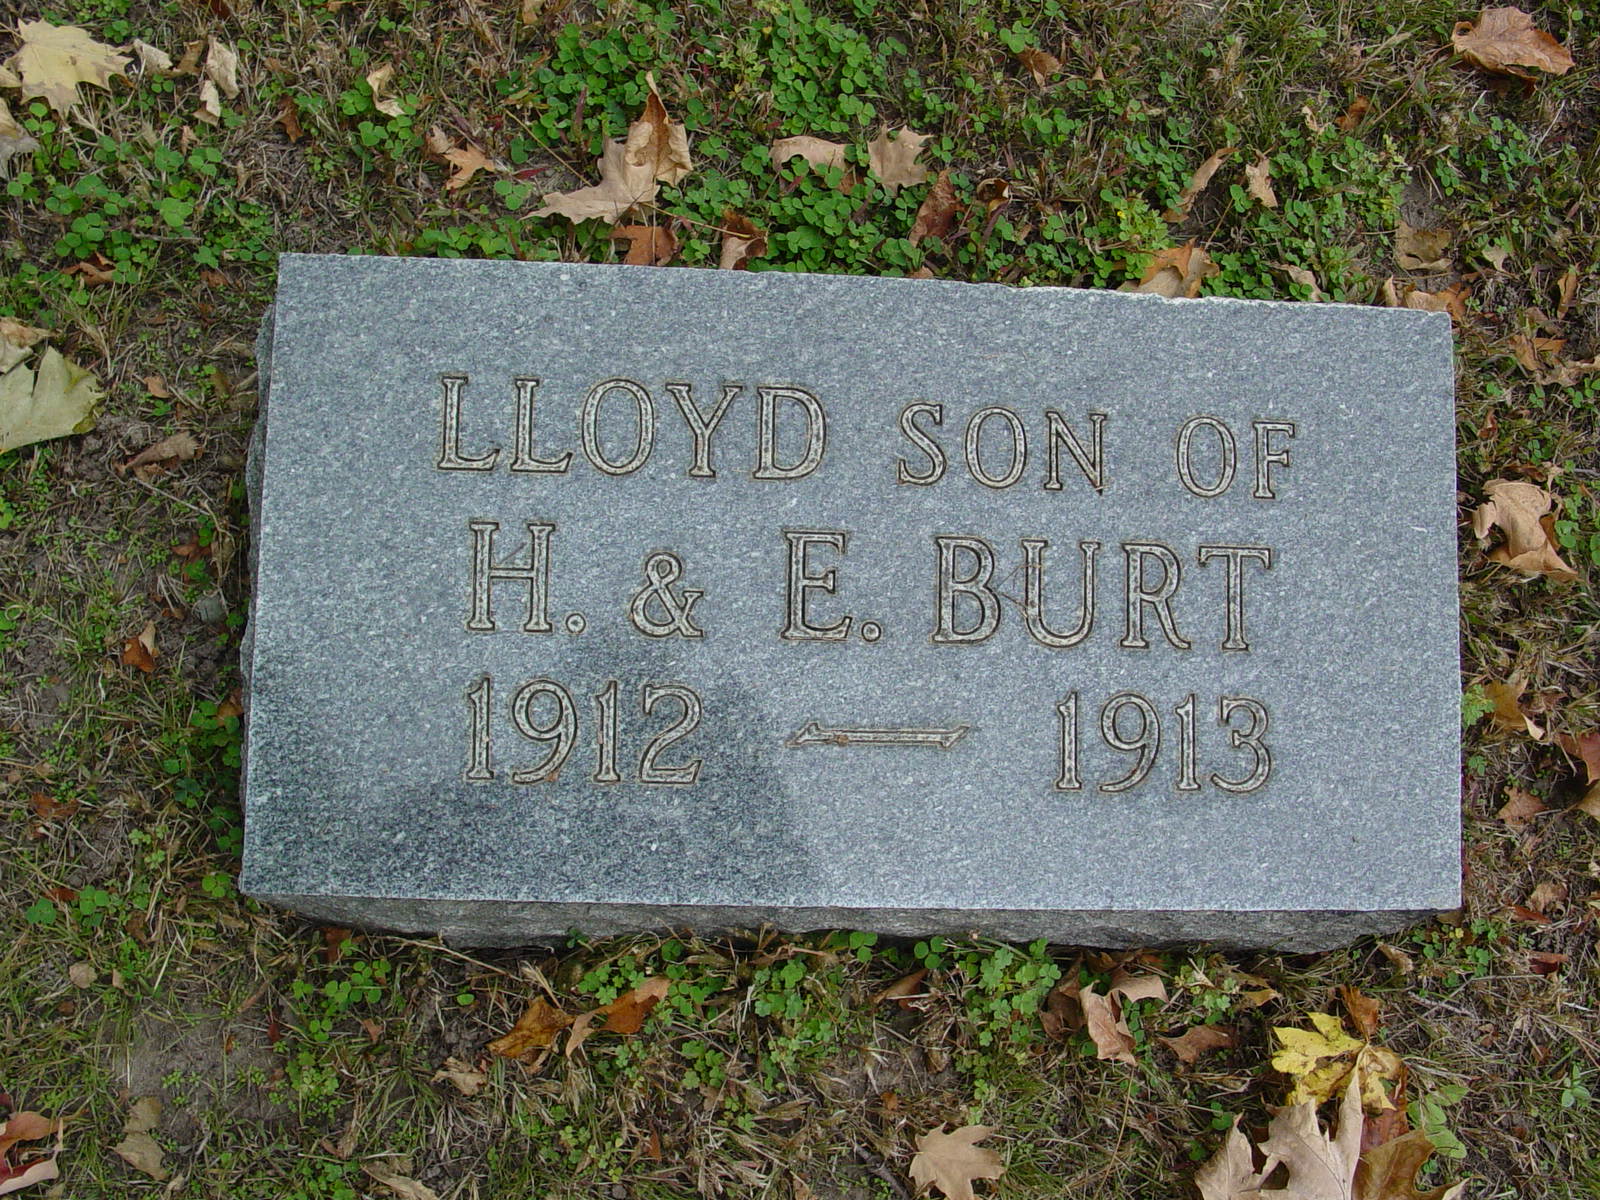 LLOYD SON OF
H. & E. BURT
1912 — 1913